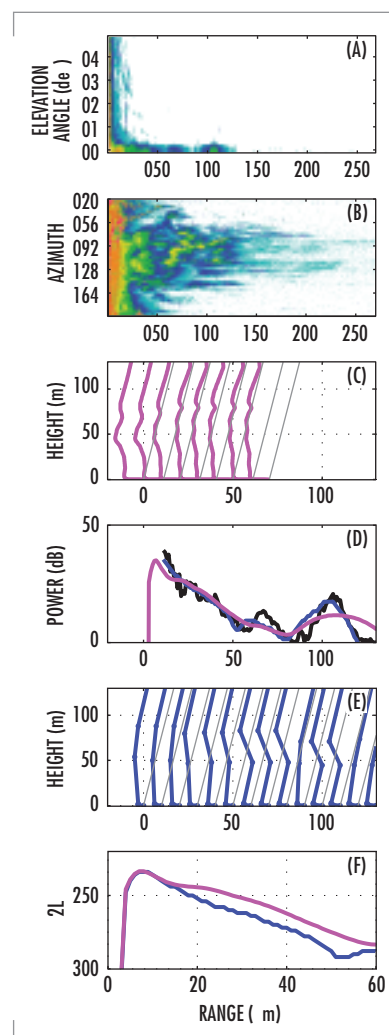 (A)
ELEVATION
ANGLE (de )
04
03
02
01
00
050 100 150 200 250
(B)
AZIMUTH
020
056
092
128
164
050 100 150 200 250
(C)
HEIGHT (m)
100
50
0
0 50 100
(D)
POWER (dB)
50
0
0 50 100
(E)
HEIGHT (m)
100
50
0
0 50 100
(F)
2L
250
300
0 20 40 60
RANGE ( m)